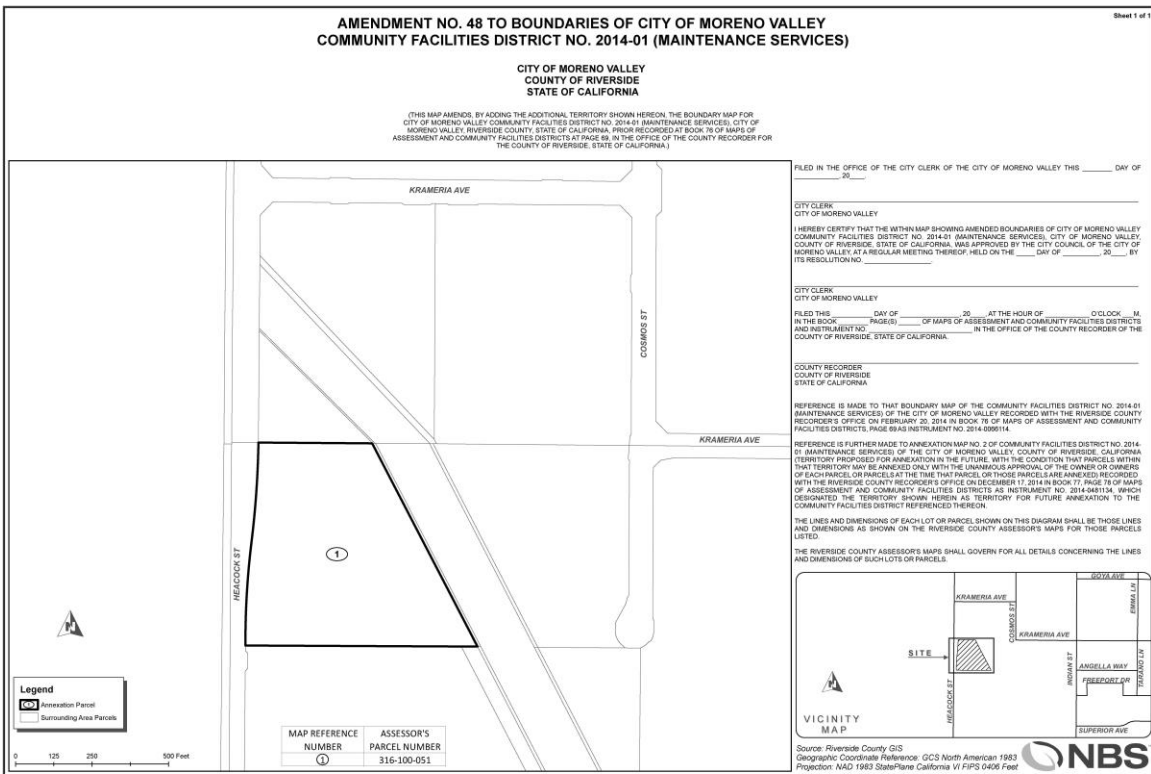 Sheet 1 of 1
AMENDMENT NO. 48 TO BOUNDARIES OF CITY OF MORENO VALLEY
COMMUNITY FACILITIES DISTRICT NO. 2014-01 (MAINTENANCE SERVICES)
CITY OF MORENO VALLEY
COUNTY OF RIVERSIDE
STATE OF CALIFORNIA
(THIS MAP AMENDS, BY ADDING THE ADDITIONAL TERRITORY SHOWN HEREON, THE BOUNDARY MAP FOR
CITY OF MORENO VALLEY COMMUNITY FACILITIES DISTRICT NO. 2014-01 (MAINTENANCE SERVICES), CITY OF
MORENO VALLEY, RIVERSIDE COUNTY, STATE OF CALIFORNIA, PRIOR RECORDED AT BOOK 76 OF MAPS OF
ASSESSMENT AND COMMUNITY FACILITIES DISTRICTS AT PAGE 69, IN THE OFFICE OF THE COUNTY RECORDER FOR
THE COUNTY OF RIVERSIDE, STATE OF CALIFORNIA.)
KRAMERIA AVE
COSMOS ST
KRAMERIA AVE
HEACOCK ST
1
Legend
1 Annexation Parcel
Surrounding Area Parcels
0 125 250 500 Feet
MAP REFERENCE NUMBER
ASSESSOR'S PARCEL NUMBER
1 316-100-051
FILED IN THE OFFICE OF THE CITY CLERK OF THE CITY OF MORENO VALLEY THIS ______ DAY OF
_________, 20___.
CITY CLERK
CITY OF MORENO VALLEY
I HEREBY CERTIFY THAT THE WITHIN MAP SHOWING AMENDED BOUNDARIES OF CITY OF MORENO VALLEY
COMMUNITY FACILITIES DISTRICT NO. 2014-01 (MAINTENANCE SERVICES), CITY OF MORENO VALLEY,
COUNTY OF RIVERSIDE, STATE OF CALIFORNIA, WAS APPROVED BY THE CITY COUNCIL OF THE CITY OF
MORENO VALLEY, AT A REGULAR MEETING THEREOF, HELD ON THE _____ DAY OF _________, 20___, BY
ITS RESOLUTION NO. _______________.
CITY CLERK
CITY OF MORENO VALLEY
FILED THIS _________ DAY OF _____________, 20__, AT THE HOUR OF _________ O'CLOCK ___M,
IN THE BOOK _______ PAGE(S) _____ OF MAPS OF ASSESSMENT AND COMMUNITY FACILITIES DISTRICTS
AND INSTRUMENT NO. _______________________ IN THE OFFICE OF THE COUNTY RECORDER OF THE
COUNTY OF RIVERSIDE, STATE OF CALIFORNIA.
COUNTY RECORDER
COUNTY OF RIVERSIDE
STATE OF CALIFORNIA
REFERENCE IS MADE TO THAT BOUNDARY MAP OF THE COMMUNITY FACILITIES DISTRICT NO. 2014-01
(MAINTENANCE SERVICES) OF THE CITY OF MORENO VALLEY RECORDED WITH THE RIVERSIDE COUNTY
RECORDER'S OFFICE ON FEBRUARY 20, 2014 IN BOOK 76 OF MAPS OF ASSESSMENT AND COMMUNITY
FACILITIES DISTRICTS, PAGE 69 AS INSTRUMENT NO. 2014-0066114.
REFERENCE IS FURTHER MADE TO ANNEXATION MAP NO. 2 OF COMMUNITY FACILITIES DISTRICT NO. 2014-
01 (MAINTENANCE SERVICES) OF THE CITY OF MORENO VALLEY, COUNTY OF RIVERSIDE, CALIFORNIA
(TERRITORY PROPOSED FOR ANNEXATION IN THE FUTURE, WITH THE CONDITION THAT PARCELS WITHIN
THAT TERRITORY MAY BE ANNEXED ONLY WITH THE UNANIMOUS APPROVAL OF THE OWNER OR OWNERS
OF EACH PARCEL OR PARCELS AT THE TIME THAT PARCEL OR THOSE PARCELS ARE ANNEXED) RECORDED
WITH THE RIVERSIDE COUNTY RECORDER'S OFFICE ON DECEMBER 17, 2014 IN BOOK 77, PAGE 78 OF MAPS
OF ASSESSMENT AND COMMUNITY FACILITIES DISTRICTS AS INSTRUMENT NO. 2014-0481134, WHICH
DESIGNATED THE TERRITORY SHOWN HEREIN AS TERRITORY FOR FUTURE ANNEXATION TO THE
COMMUNITY FACILITIES DISTRICT REFERENCED THEREON.
THE LINES AND DIMENSIONS OF EACH LOT OR PARCEL SHOWN ON THIS DIAGRAM SHALL BE THOSE LINES
AND DIMENSIONS AS SHOWN ON THE RIVERSIDE COUNTY ASSESSOR'S MAPS FOR THOSE PARCELS
LISTED.
THE RIVERSIDE COUNTY ASSESSOR'S MAPS SHALL GOVERN FOR ALL DETAILS CONCERNING THE LINES
AND DIMENSIONS OF SUCH LOTS OR PARCELS.
GOYA AVE
KRAMERIA AVE
EMMA LN
COSMOS ST
KRAMERIA AVE
SITE
INDIAN ST
ANGELLA WAY
TARANO LN
FREEPORT DR
HEACOCK ST
VICINITY
MAP
SUPERIOR AVE
Source: Riverside County GIS
Geographic Coordinate Reference: GCS North American 1983
Projection: NAD 1983 StatePlane California VI FIPS 0406 Feet
NBS